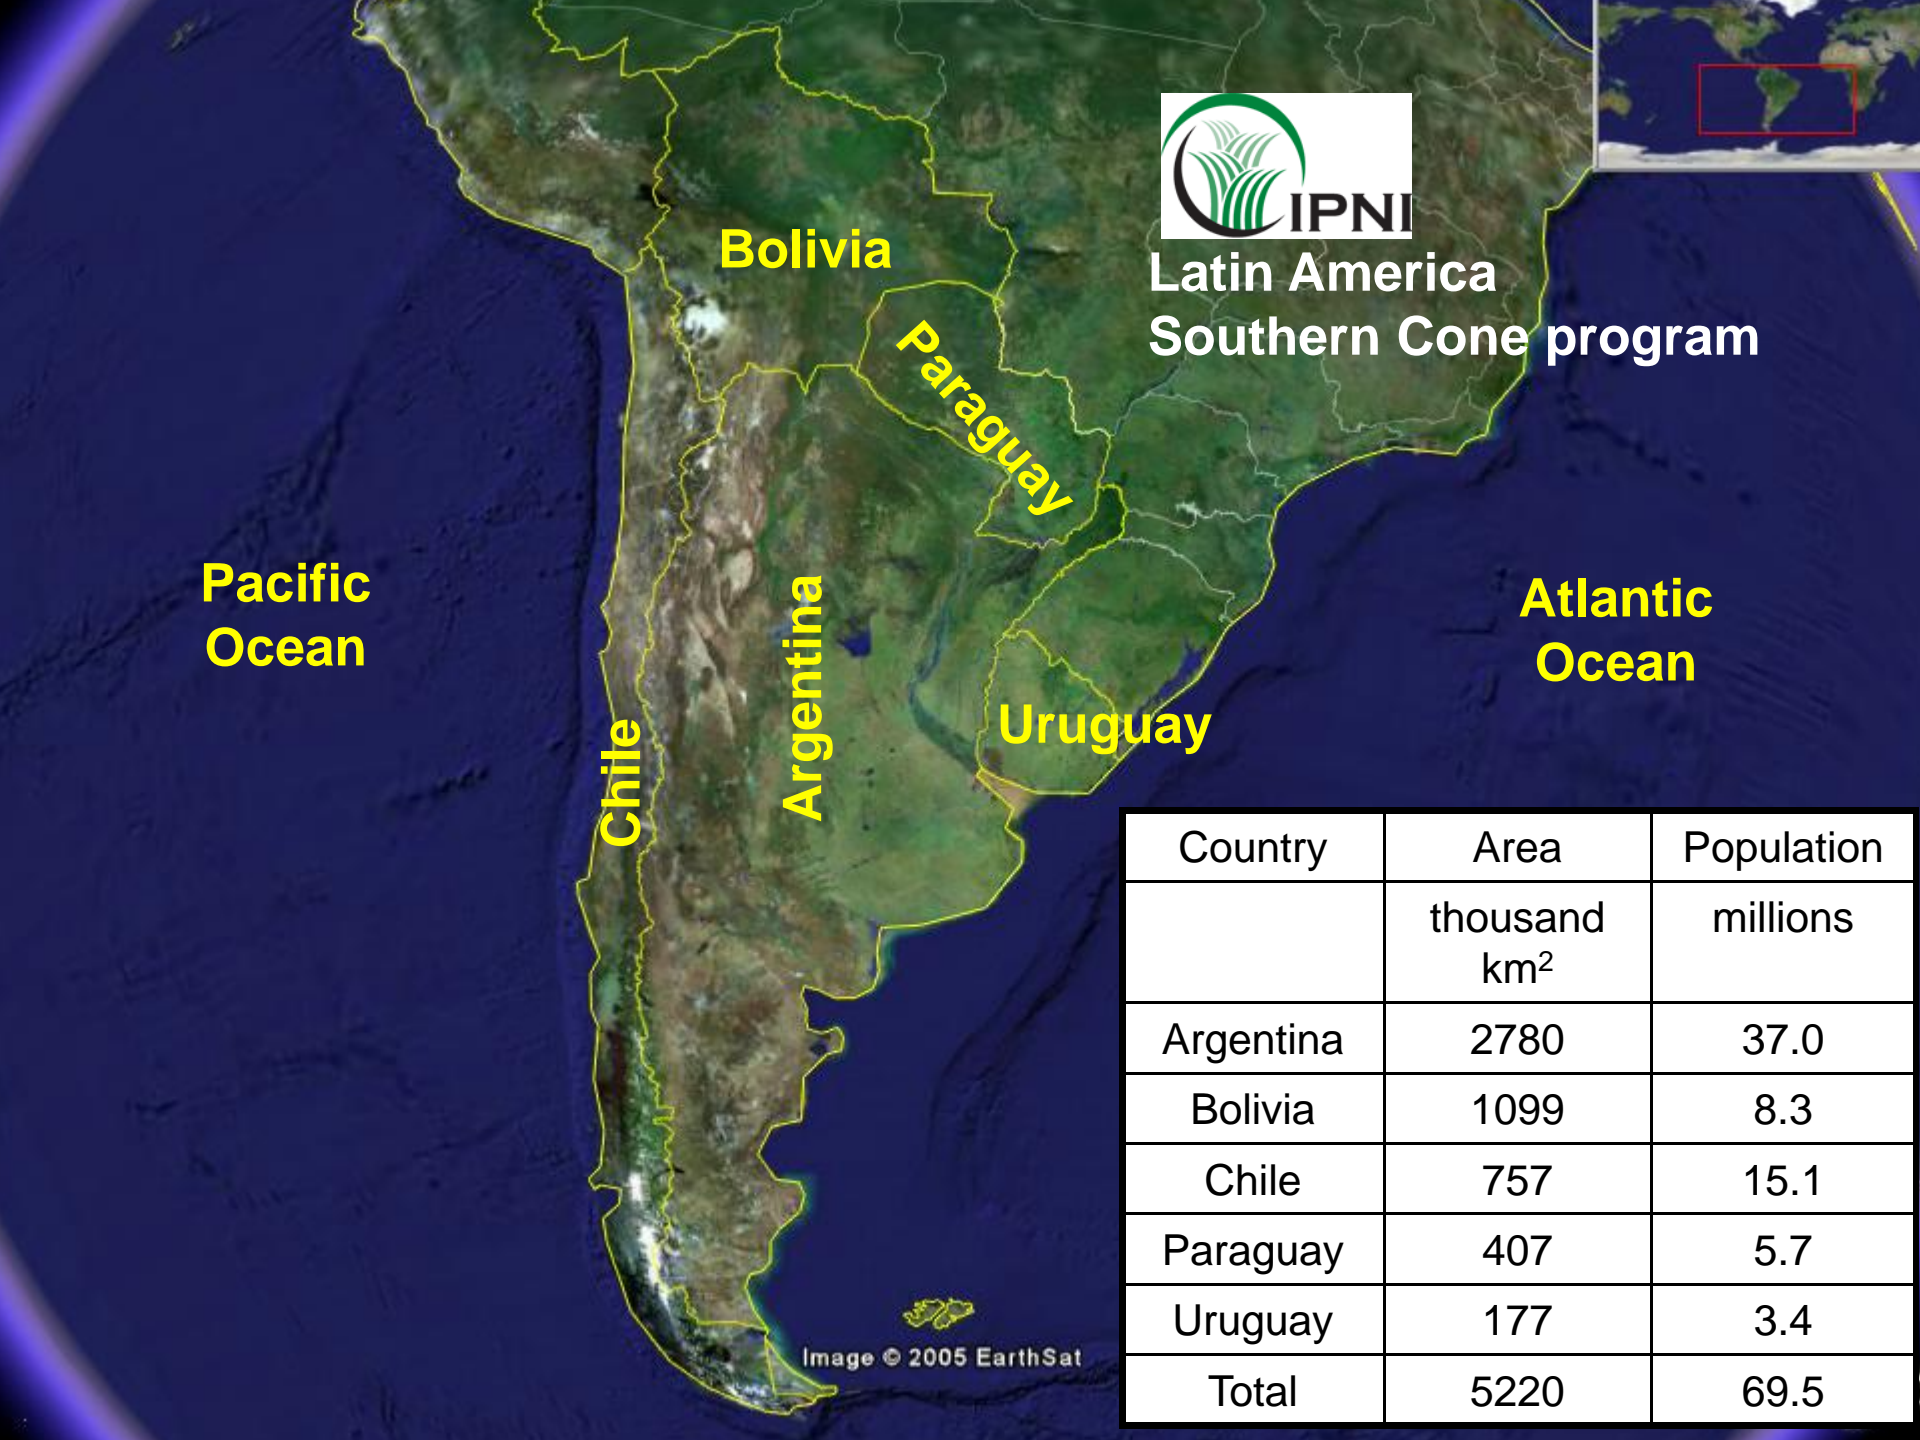 IPNI
Latin America
Southern Cone program
Bolivia
Paraguay
Pacific
Ocean
Argentina
Atlantic
Ocean
Chile
Uruguay
Country Area Population
thousand millions
km²
Argentina 2780 37.0
Bolivia 1099 8.3
Chile 757 15.1
Paraguay 407 5.7
Uruguay 177 3.4
Total 5220 69.5
Image © 2005 EarthSat